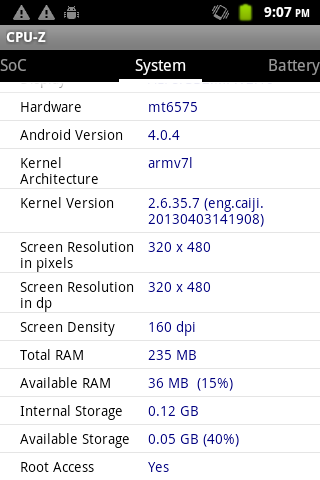 9:07 PM
CPU-Z
SoC System Battery
Hardware mt6575
Android Version 4.0.4
Kernel Architecture armv7l
Kernel Version 2.6.35.7 (eng.caiji.
20130403141908)
Screen Resolution in pixels 320 x 480
Screen Resolution in dp 320 x 480
Screen Density 160 dpi
Total RAM 235 MB
Available RAM 36 MB (15%)
Internal Storage 0.12 GB
Available Storage 0.05 GB (40%)
Root Access Yes